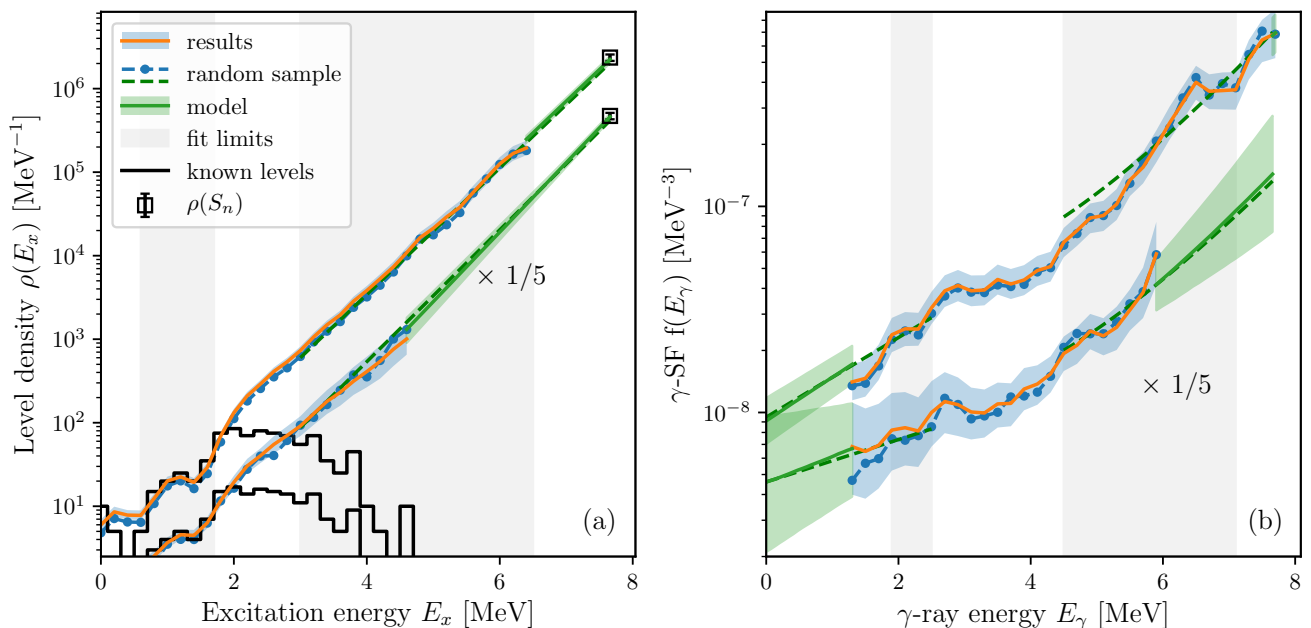 results
random sample
model
fit limits
known levels
ρ(Sₙ)
Level density ρ(Eₓ) [MeV⁻¹]
10⁶
10⁵
10⁴
10³
10²
10¹
× 1/5
(a)
0 2 4 6 8
Excitation energy Eₓ [MeV]
γ-SF f(Eᵧ) [MeV⁻³]
10⁻⁷
10⁻⁸
× 1/5
(b)
0 2 4 6 8
γ-ray energy Eᵧ [MeV]